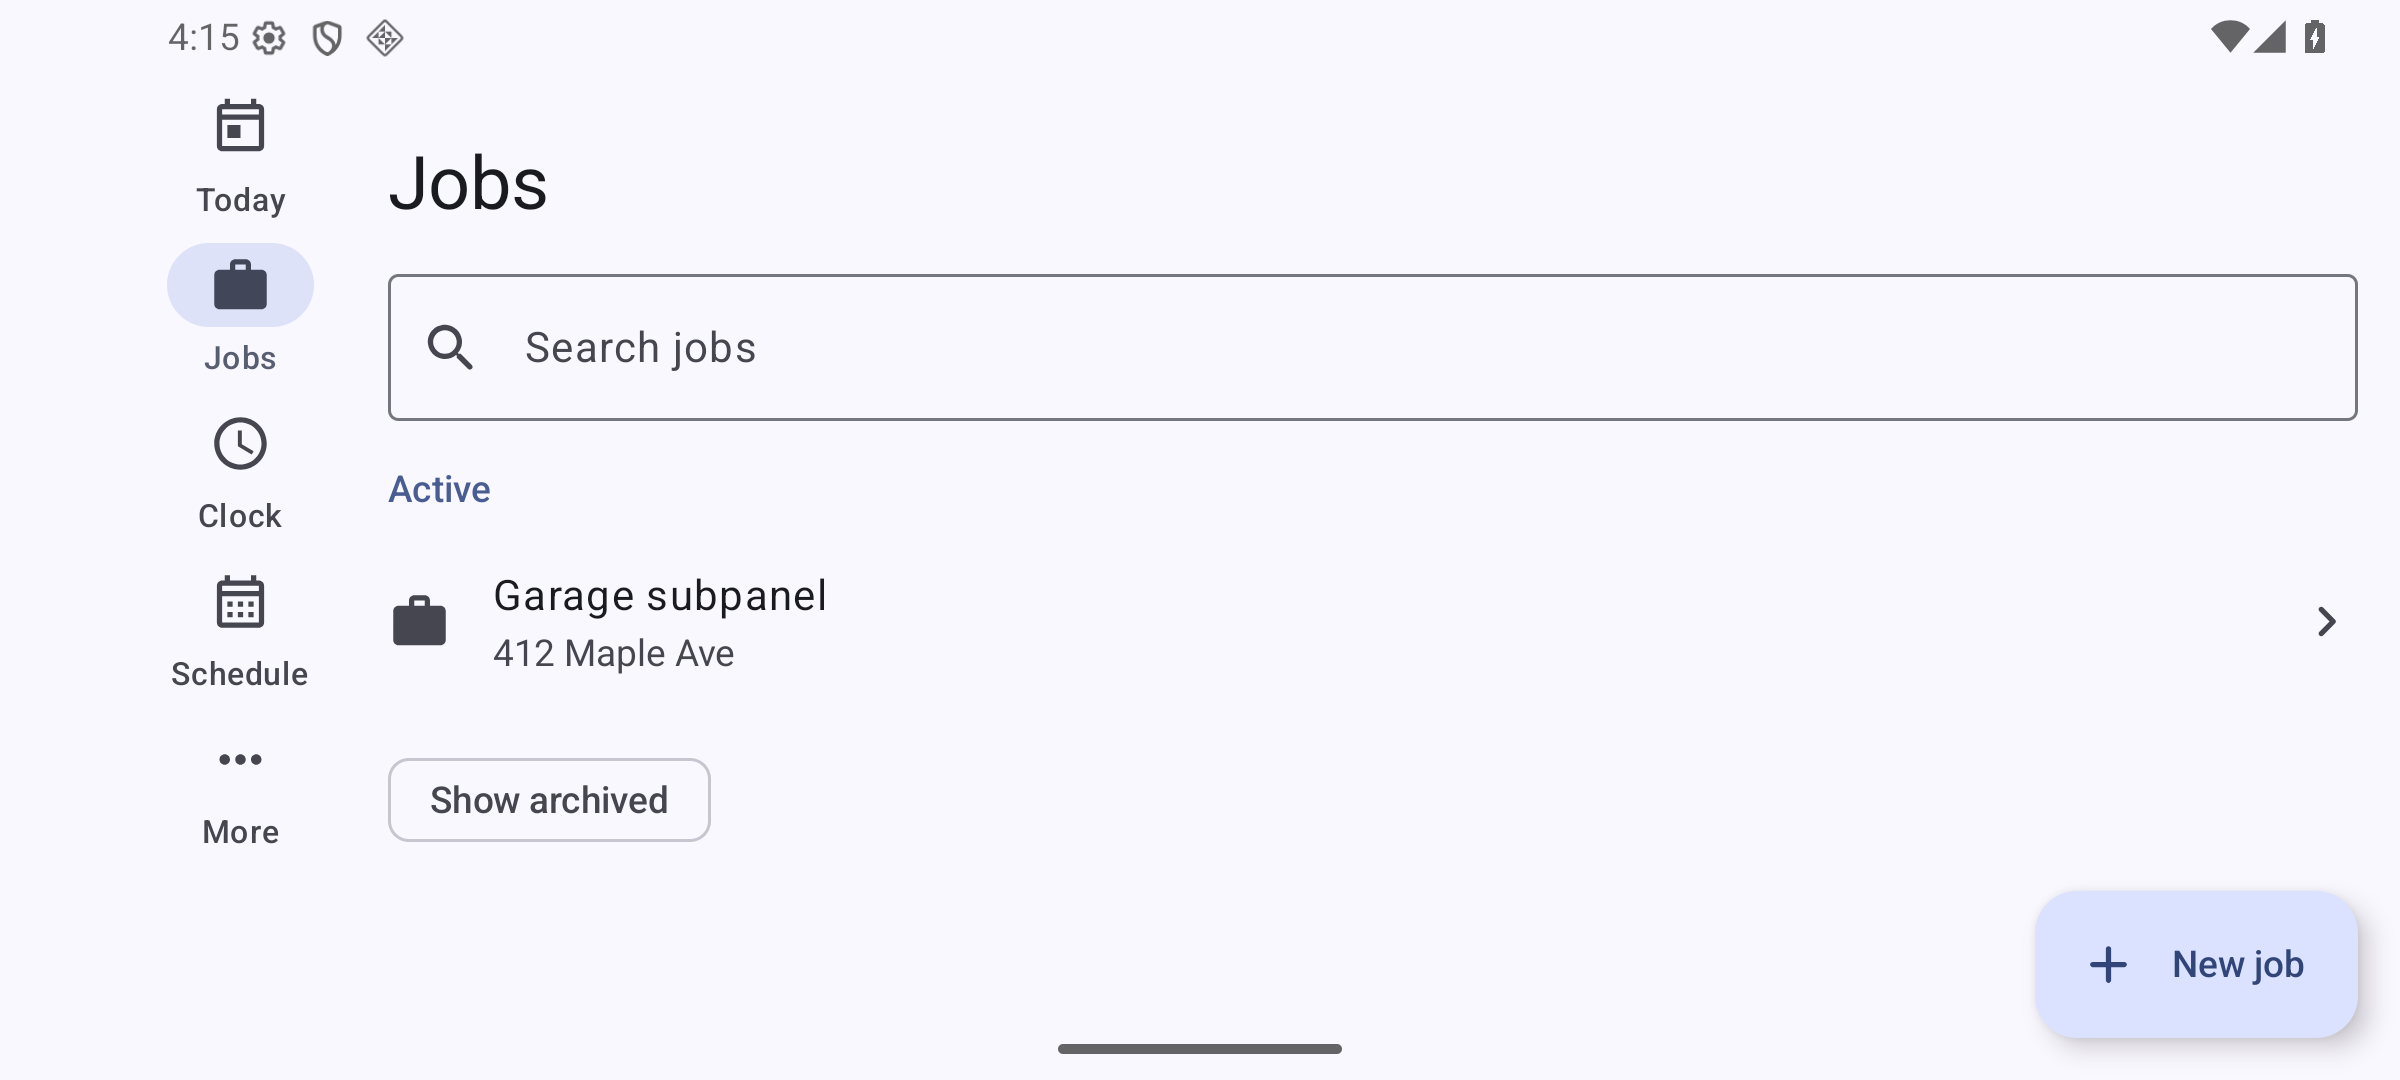 4:15
Today
Jobs
Clock
Schedule
More
Jobs
Search jobs
Active
Garage subpanel
412 Maple Ave
Show archived
New job